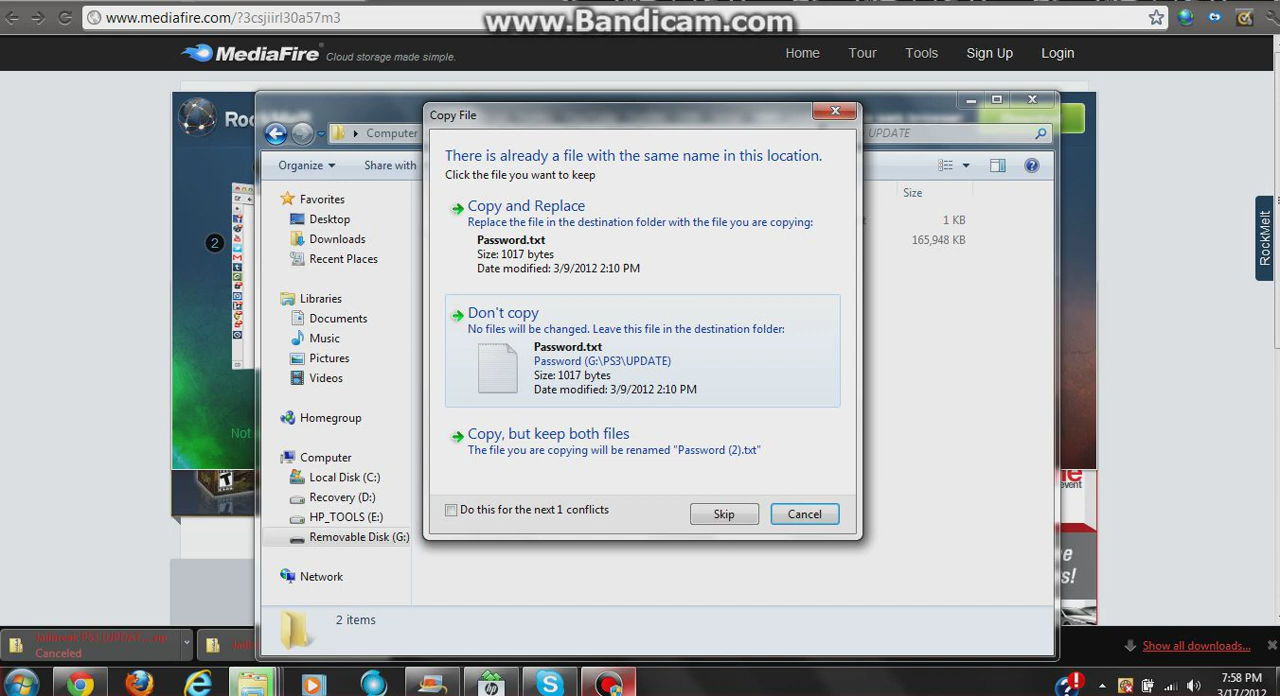 www.mediafire.com/?3csjiirl30a57m3
www.Bandicam.com
MediaFire Cloud storage made simple.
Home Tour Tools Sign Up Login
Copy File
Computer
UPDATE
Organize
Share with
There is already a file with the same name in this location.
Click the file you want to keep
Copy and Replace
Replace the file in the destination folder with the file you are copying:
Password.txt
Size: 1017 bytes
Date modified: 3/9/2012 2:10 PM
Don't copy
No files will be changed. Leave this file in the destination folder:
Password.txt
Password (G:\PS3\UPDATE)
Size: 1017 bytes
Date modified: 3/9/2012 2:10 PM
Copy, but keep both files
The file you are copying will be renamed "Password (2).txt"
Do this for the next 1 conflicts
Skip
Cancel
Size
1 KB
165,948 KB
Favorites
Desktop
Downloads
Recent Places
Libraries
Documents
Music
Pictures
Videos
Homegroup
Computer
Local Disk (C:)
Recovery (D:)
HP_TOOLS (E:)
Removable Disk (G:)
Network
2 items
2
Not
RockMelt
event
e
s!
Canceled
Show all downloads...
7:58 PM
3/17/2012